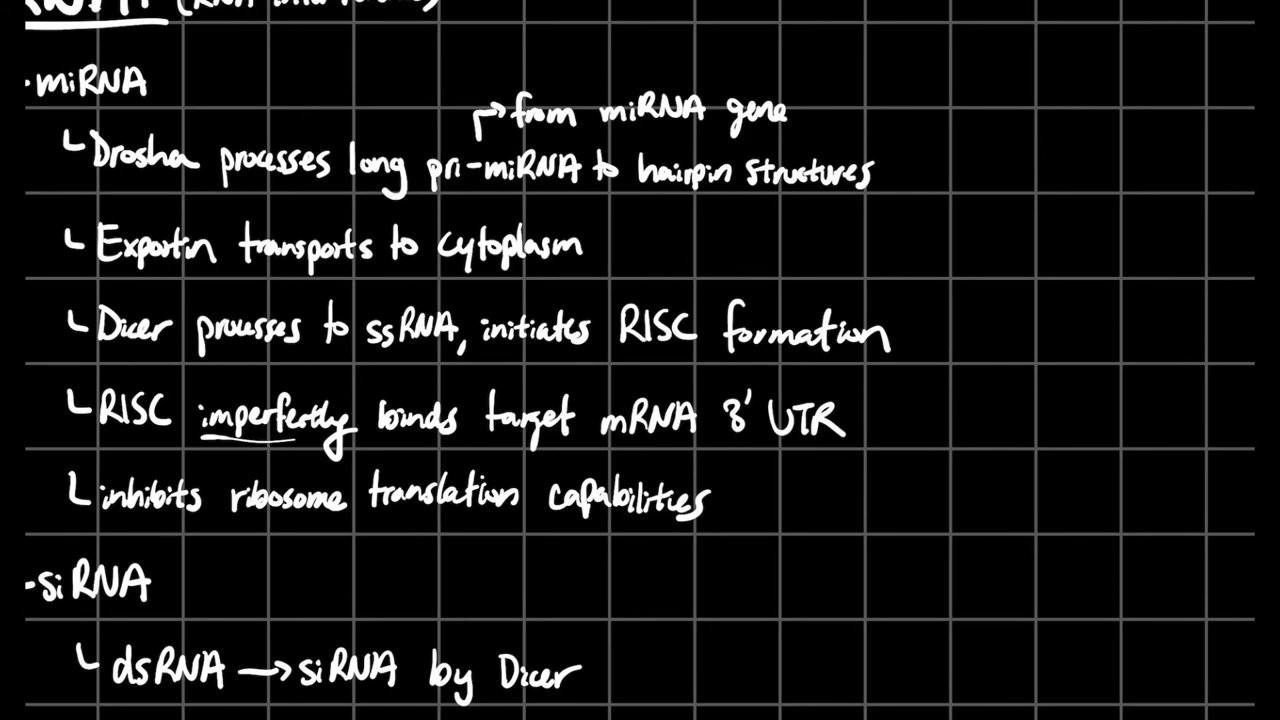 ·miRNA
from miRNA gene
Drosha processes long pri-miRNA to hairpin structures
Exportin transports to cytoplasm
Dicer processes to ssRNA, initiates RISC formation
RISC imperfectly binds target mRNA 3' UTR
inhibits ribosome translation capabilities
·siRNA
dsRNA → siRNA by Dicer